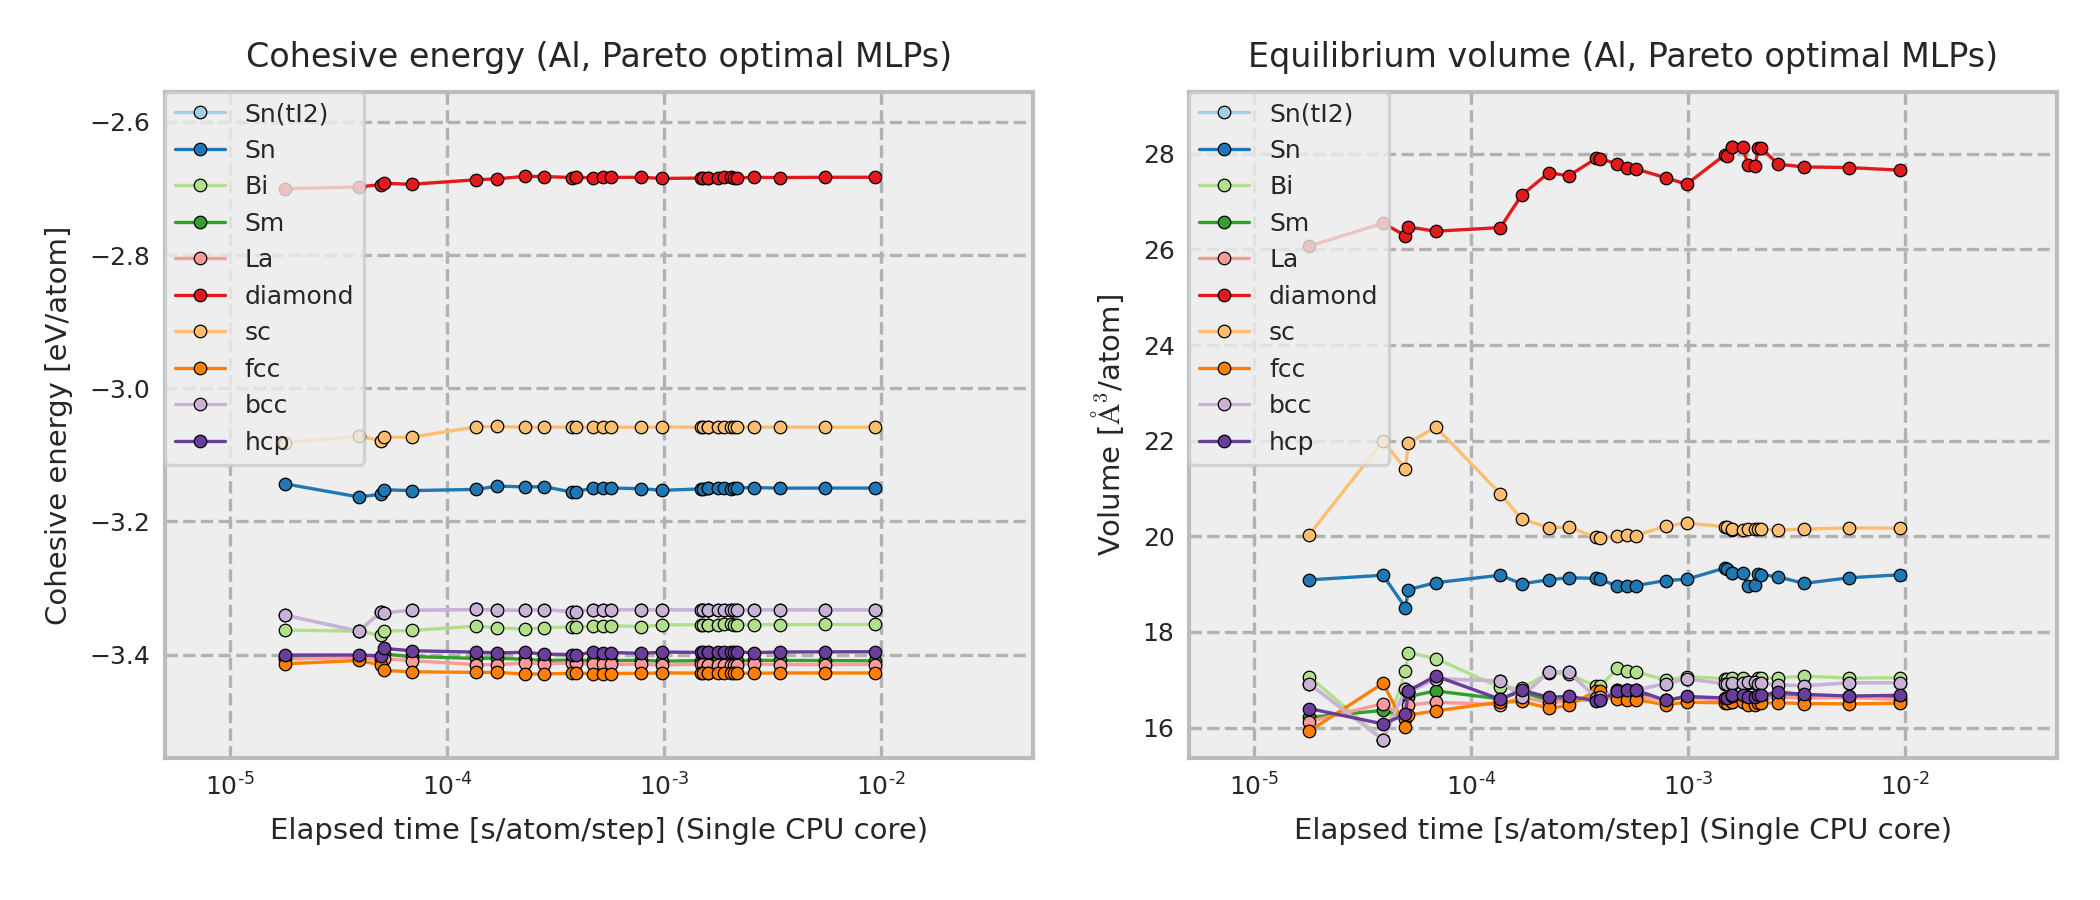 Cohesive energy (Al, Pareto optimal MLPs)
Cohesive energy [eV/atom]
−2.6
−2.8
−3.0
−3.2
−3.4
Sn(tI2)
Sn
Bi
Sm
La
diamond
sc
fcc
bcc
hcp
10⁻⁵ 10⁻⁴ 10⁻³ 10⁻²
Elapsed time [s/atom/step] (Single CPU core)
Equilibrium volume (Al, Pareto optimal MLPs)
Volume [Å³/atom]
28
26
24
22
20
18
16
Sn(tI2)
Sn
Bi
Sm
La
diamond
sc
fcc
bcc
hcp
10⁻⁵ 10⁻⁴ 10⁻³ 10⁻²
Elapsed time [s/atom/step] (Single CPU core)